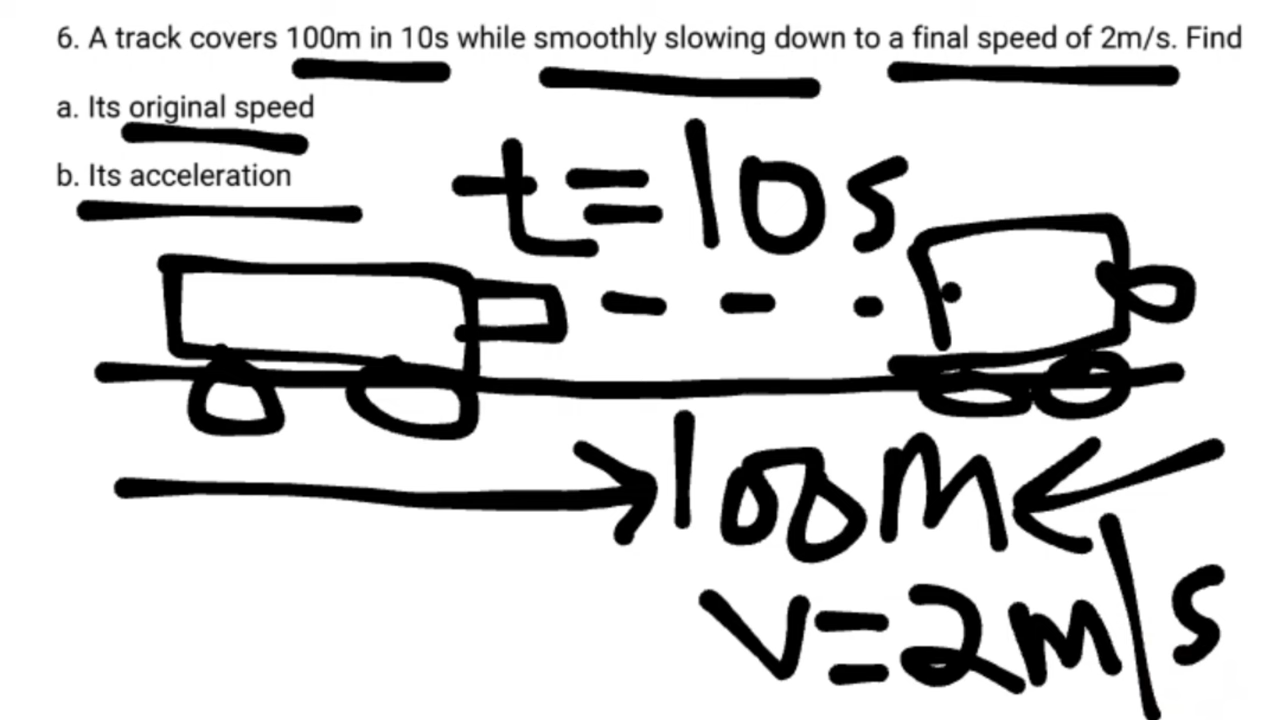 6. A track covers 100m in 10s while smoothly slowing down to a final speed of 2m/s. Find
a. Its original speed
b. Its acceleration
t=10s
100m
v=2m/s